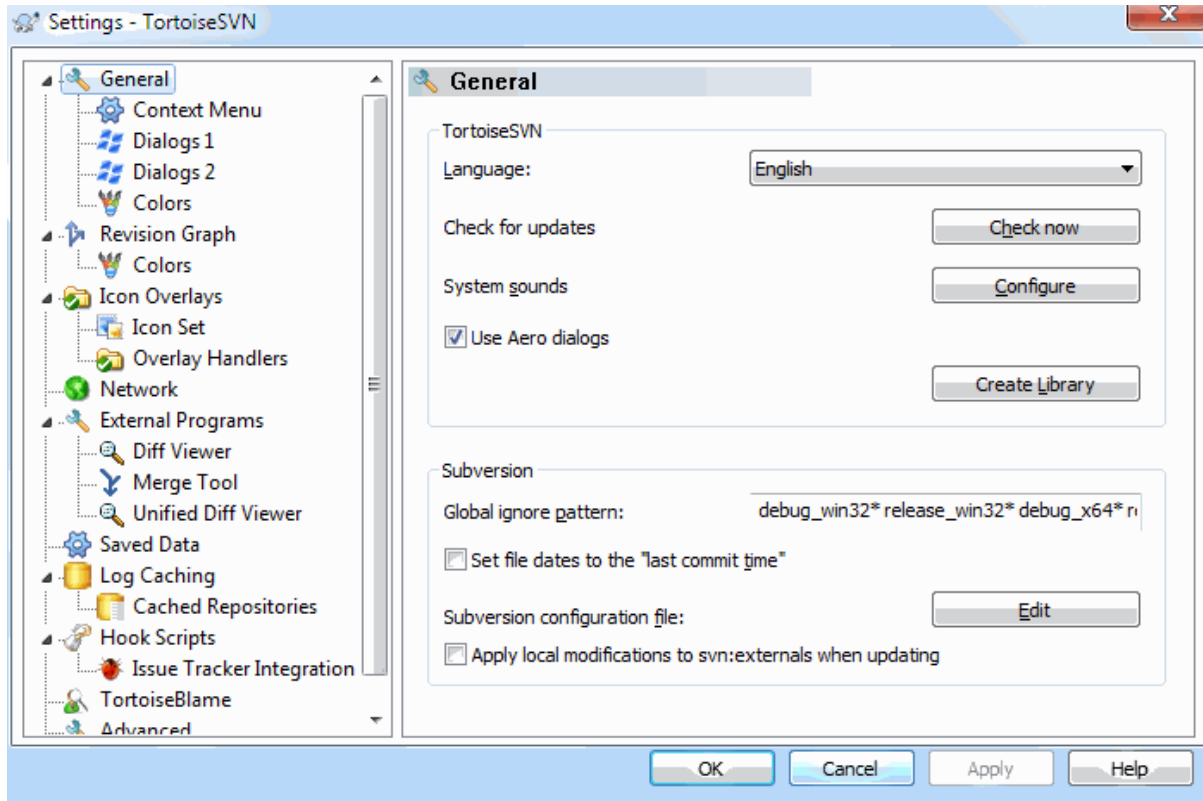 Settings - TortoiseSVN
General
Context Menu
Dialogs 1
Dialogs 2
Colors
Revision Graph
Colors
Icon Overlays
Icon Set
Overlay Handlers
Network
External Programs
Diff Viewer
Merge Tool
Unified Diff Viewer
Saved Data
Log Caching
Cached Repositories
Hook Scripts
Issue Tracker Integration
TortoiseBlame
Advanced
General
TortoiseSVN
Language: English
Check for updates Check now
System sounds Configure
Use Aero dialogs
Create Library
Subversion
Global ignore pattern: debug_win32* release_win32* debug_x64*
Set file dates to the "last commit time"
Subversion configuration file: Edit
Apply local modifications to svn:externals when updating
OK Cancel Apply Help